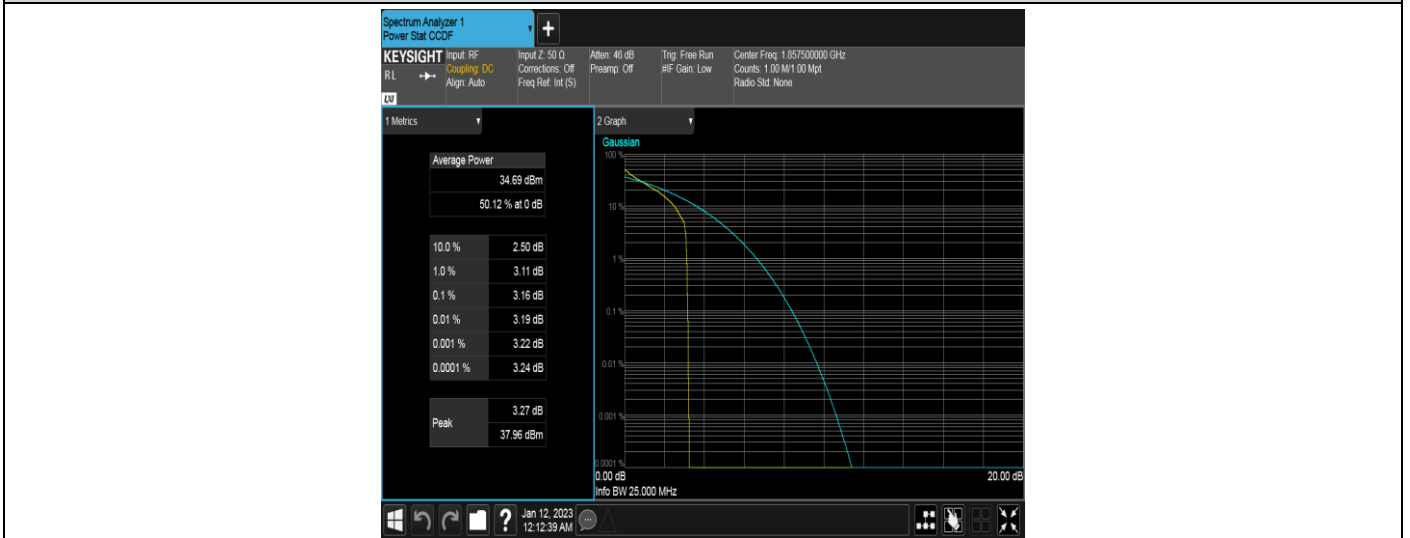 Spectrum Analyzer 1
Power Stat CCDF
+
KEYSIGHT
RL
LXI
Input: RF
Coupling: DC
Align: Auto
Input Z: 50 Ω
Corrections: Off
Freq Ref: Int (S)
Atten: 46 dB
Preamp: Off
Trig: Free Run
#IF Gain: Low
Center Freq: 1.857500000 GHz
Counts: 1.00 M/1.00 Mpt
Radio Std: None
1 Metrics
Average Power
34.69 dBm
50.12 % at 0 dB
10.0 % 2.50 dB
1.0 % 3.11 dB
0.1 % 3.16 dB
0.01 % 3.19 dB
0.001 % 3.22 dB
0.0001 % 3.24 dB
Peak
3.27 dB
37.96 dBm
2 Graph
Gaussian
100 %
10 %
1 %
0.1 %
0.01 %
0.001 %
0.0001 %
0.00 dB 20.00 dB
Info BW 25.000 MHz
?
Jan 12, 2023
12:12:39 AM